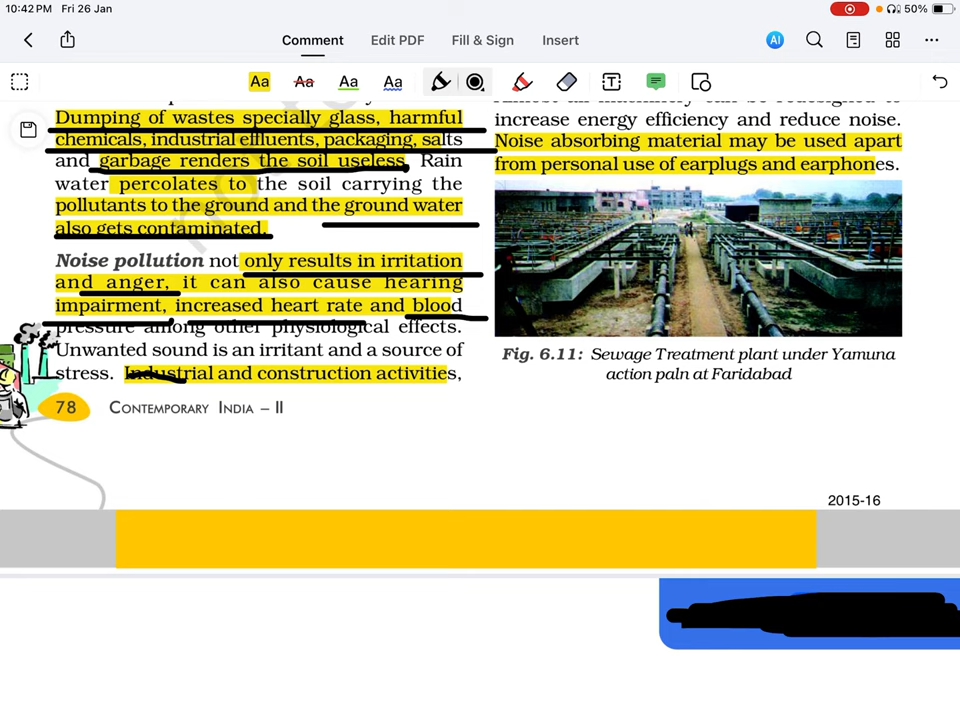 10:42 PM Fri 26 Jan
50%
Comment Edit PDF Fill & Sign Insert
AI
Aa Aa Aa Aa T
Dumping of wastes specially glass, harmful
chemicals, industrial effluents, packaging, salts
and garbage renders the soil useless. Rain
water percolates to the soil carrying the
pollutants to the ground and the ground water
also gets contaminated.
Noise pollution not only results in irritation
and anger, it can also cause hearing
impairment, increased heart rate and blood
pressure among other physiological effects.
Unwanted sound is an irritant and a source of
stress. Industrial and construction activities,
78 CONTEMPORARY INDIA – II
increase energy efficiency and reduce noise.
Noise absorbing material may be used apart
from personal use of earplugs and earphones.
Fig. 6.11: Sewage Treatment plant under Yamuna
action paln at Faridabad
2015-16